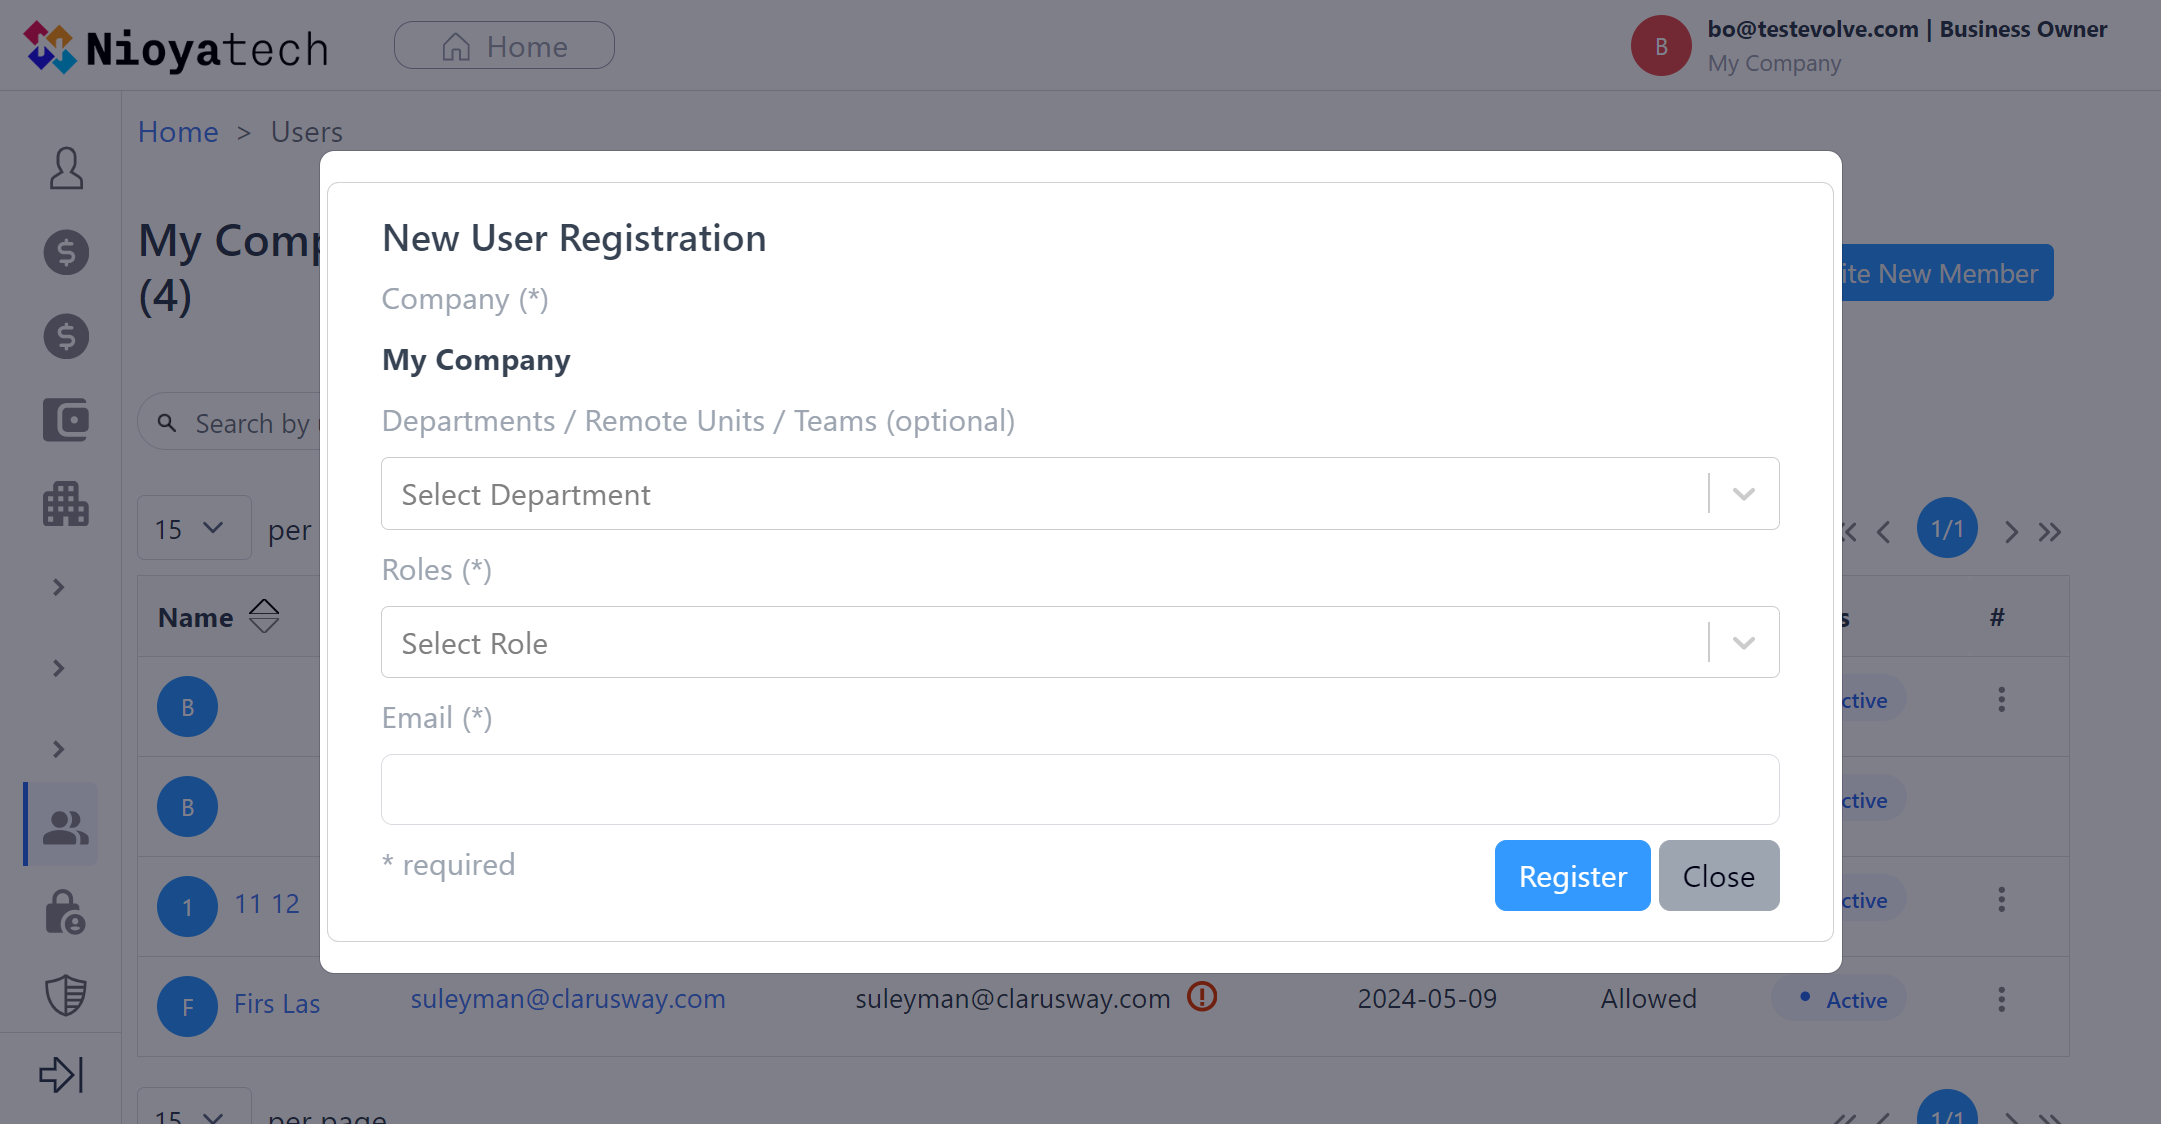 Nioyatech
Home
B
bo@testevolve.com | Business Owner
My Company
Home > Users
My Comp
(4)
ite New Member
New User Registration
Company (*)
My Company
Departments / Remote Units / Teams (optional)
Select Department
Roles (*)
Select Role
Email (*)
* required
Register
Close
Search by
15
per
1/1
Name
s
#
B
ctive
B
ctive
1
11 12
ctive
F
Firs Las
suleyman@clarusway.com
suleyman@clarusway.com
2024-05-09
Allowed
Active
15
per page
1/1